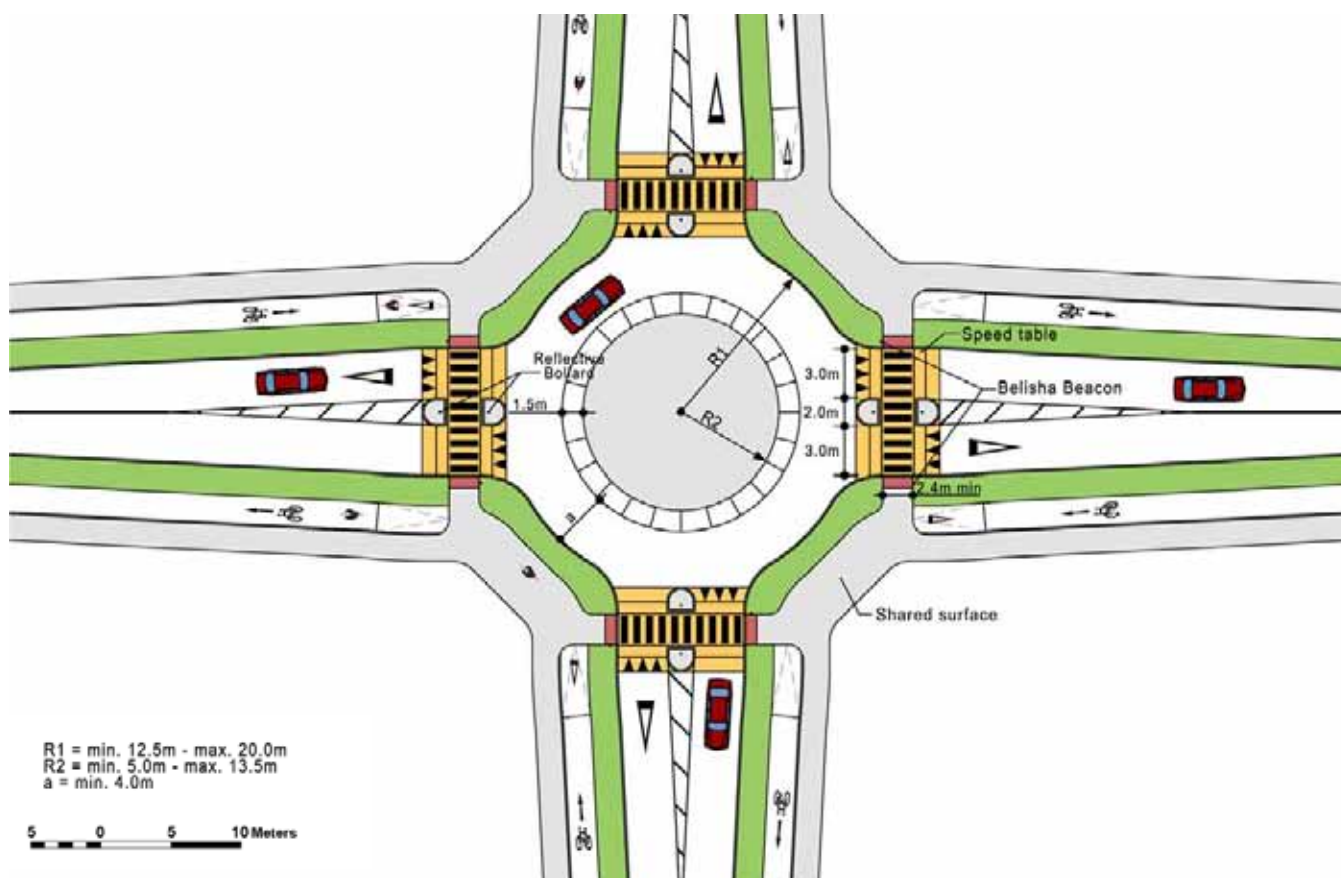 Speed table
Reflective
Bollard
R1
3.0m
Belisha Beacon
1.5m
2.0m
R2
3.0m
2.4m min
a
Shared surface
R1 = min. 12.5m - max. 20.0m
R2 = min. 5.0m - max. 13.5m
a = min. 4.0m
5 0 5 10 Meters